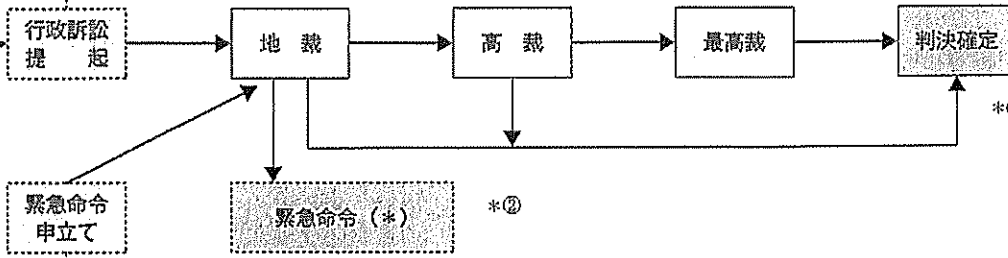 行政訴訟
提　起
地　裁
高　裁
最高裁
判決確定
緊急命令
申立て
緊急命令（*）
*②